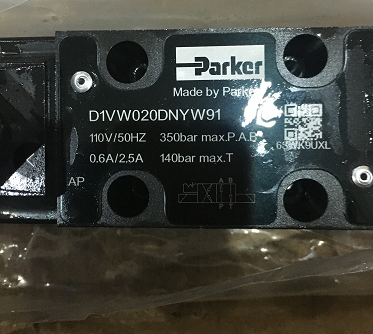 Parker
Made by Parker
D1VW020DNYW91
110V/50HZ 350bar max.P.A.B
0.6A/2.5A 140bar max.T
AP